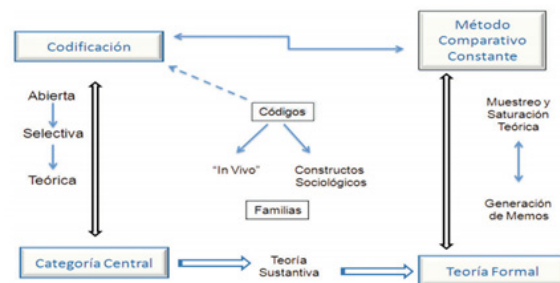 Codificación
Método
Comparativo
Constante
Abierta
Selectiva
Teórica
Códigos
"In Vivo"
Constructos
Sociológicos
Familias
Muestreo y
Saturación
Teórica
Generación
de Memos
Categoría Central
Teoría
Sustantiva
Teoría Formal